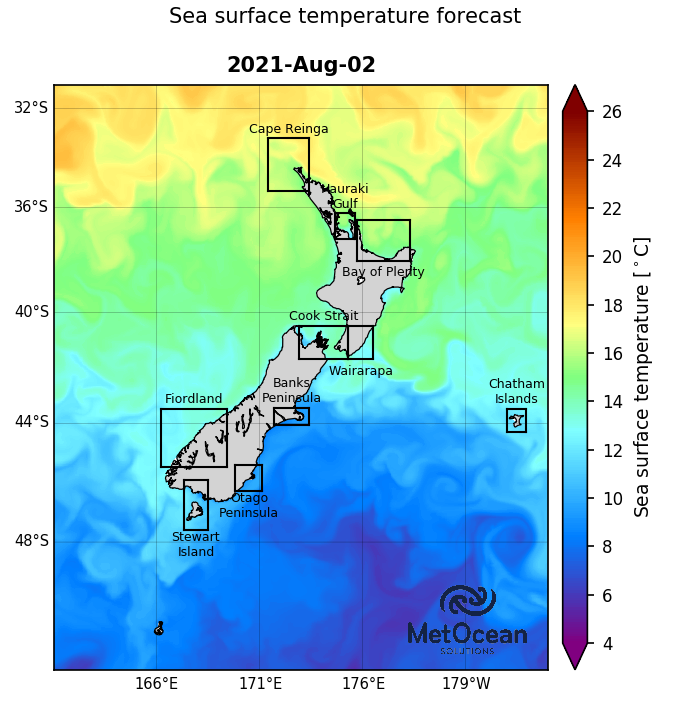 Sea surface temperature forecast
2021-Aug-02
32°S
36°S
40°S
44°S
48°S
166°E
171°E
176°E
179°W
Cape Reinga
Hauraki
Gulf
Bay of Plenty
Cook Strait
Wairarapa
Banks
Peninsula
Fiordland
Chatham
Islands
Otago
Peninsula
Stewart
Island
MetOcean
SOLUTIONS
26
24
22
20
18
16
14
12
10
8
6
4
Sea surface temperature [°C]